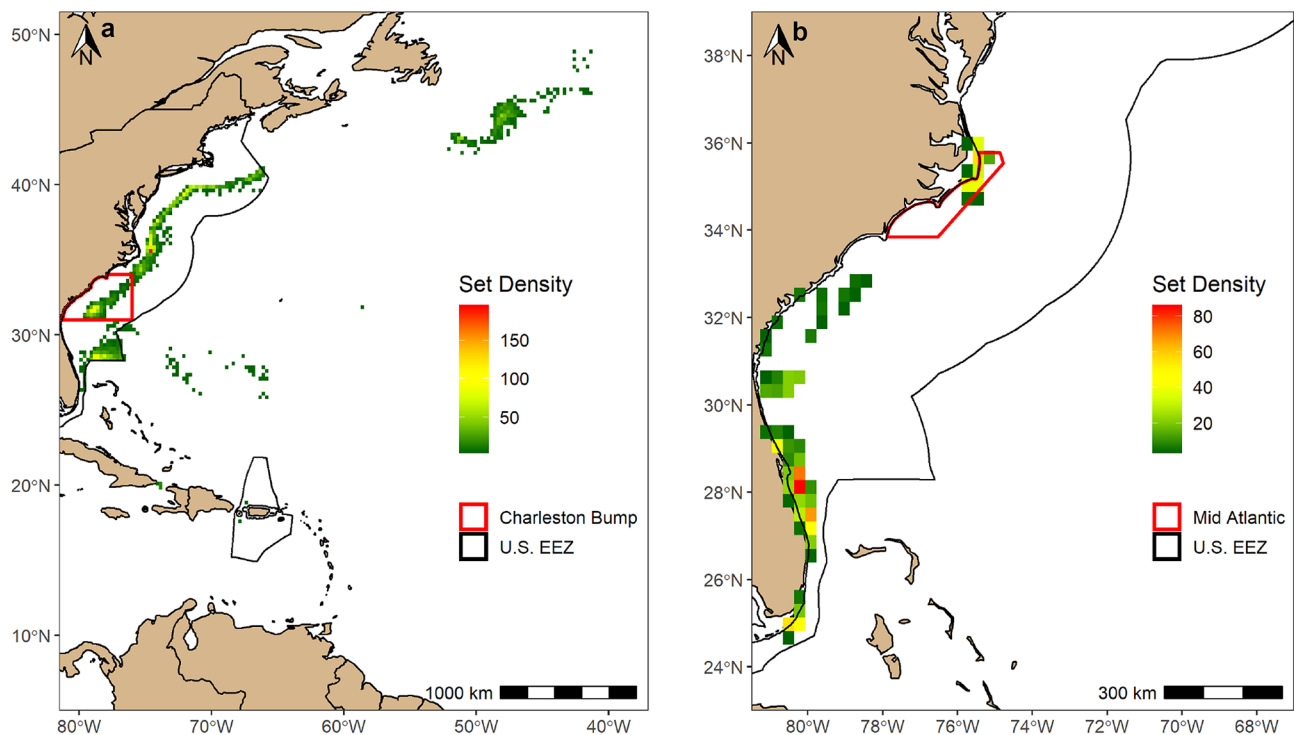 a
N
50°N
40°N
30°N
20°N
10°N
Set Density
150
100
50
Charleston Bump
U.S. EEZ
1000 km
80°W
70°W
60°W
50°W
40°W
b
N
38°N
36°N
34°N
32°N
30°N
28°N
26°N
24°N
Set Density
80
60
40
20
Mid Atlantic
U.S. EEZ
300 km
80°W
78°W
76°W
74°W
72°W
70°W
68°W